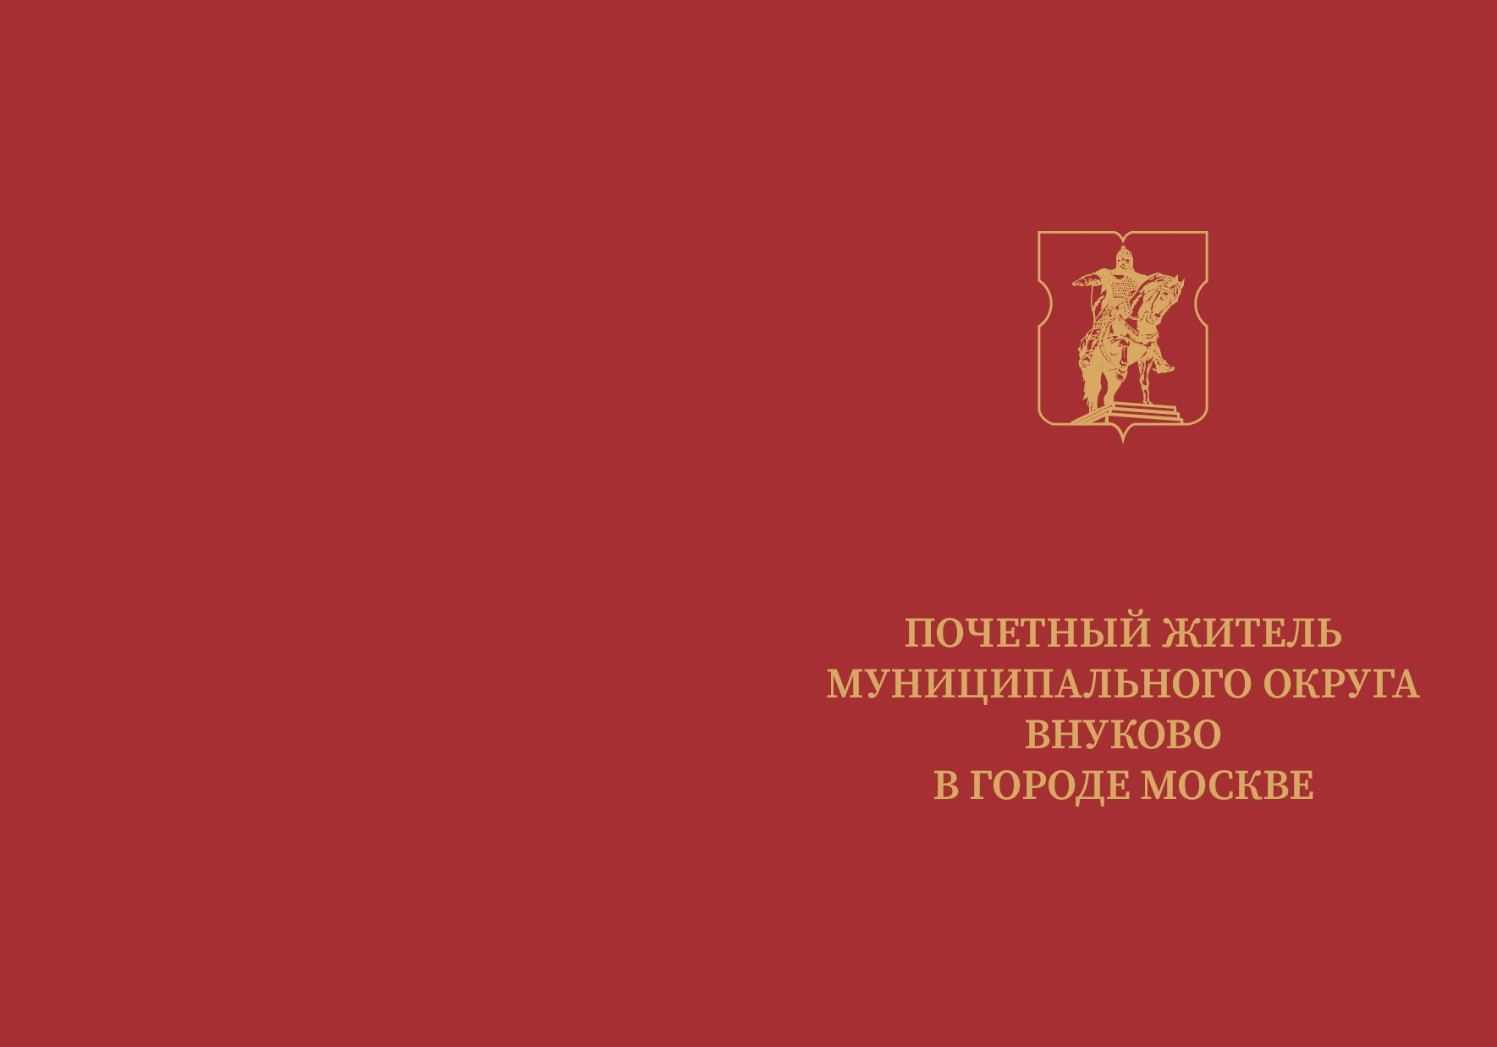 ПОЧЕТНЫЙ ЖИТЕЛЬ
МУНИЦИПАЛЬНОГО ОКРУГА
ВНУКОВО
В ГОРОДЕ МОСКВЕ